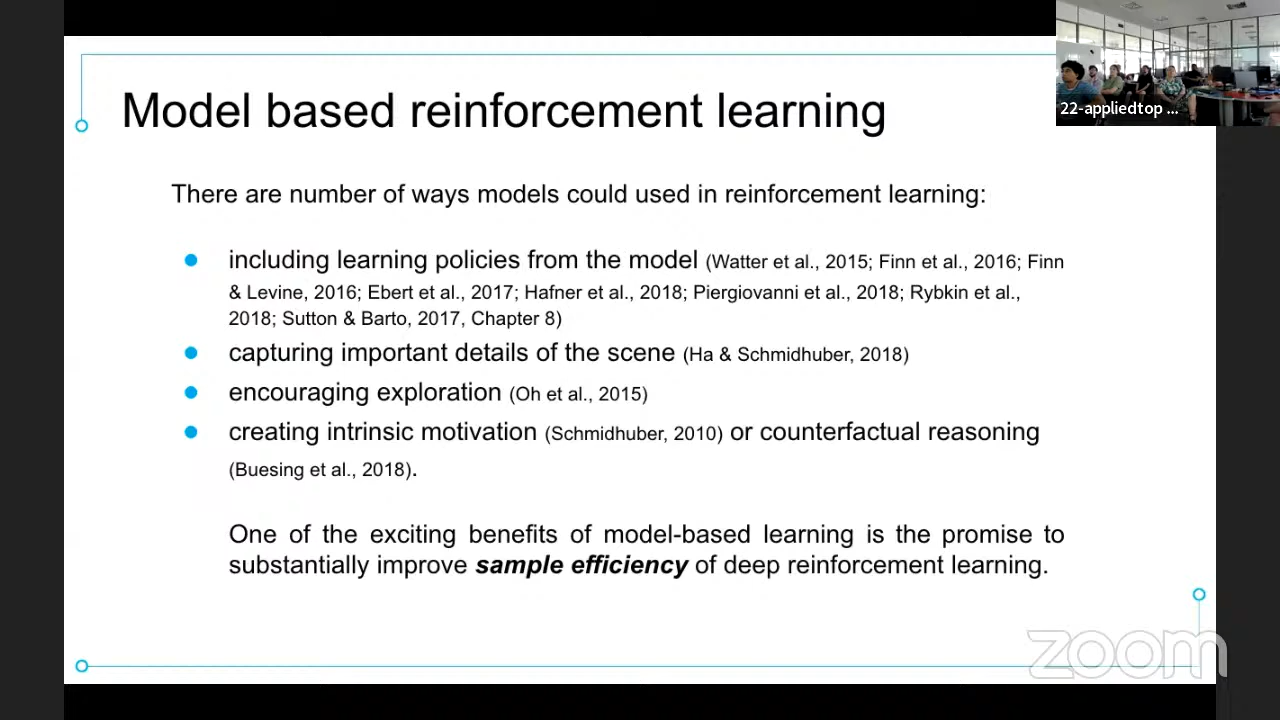 Model based reinforcement learning
22-appliedtop ...
There are number of ways models could used in reinforcement learning:
including learning policies from the model (Watter et al., 2015; Finn et al., 2016; Finn
& Levine, 2016; Ebert et al., 2017; Hafner et al., 2018; Piergiovanni et al., 2018; Rybkin et al.,
2018; Sutton & Barto, 2017, Chapter 8)
capturing important details of the scene (Ha & Schmidhuber, 2018)
encouraging exploration (Oh et al., 2015)
creating intrinsic motivation (Schmidhuber, 2010) or counterfactual reasoning
(Buesing et al., 2018).
One of the exciting benefits of model-based learning is the promise to
substantially improve sample efficiency of deep reinforcement learning.
zoom